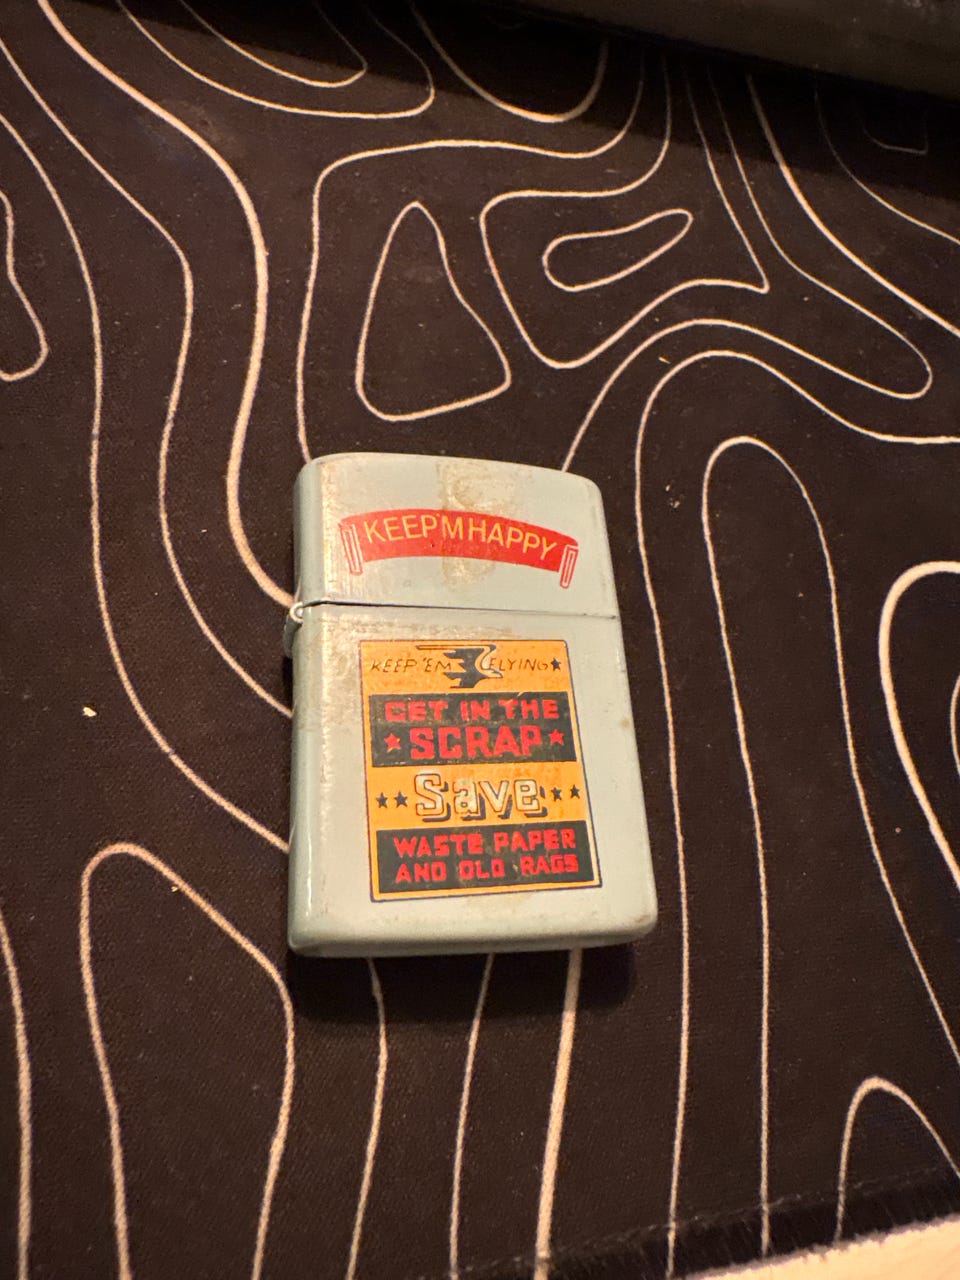 KEEP'M HAPPY
KEEP 'EM FLYING
GET IN THE
SCRAP
Save
WASTE PAPER
AND OLD RAGS